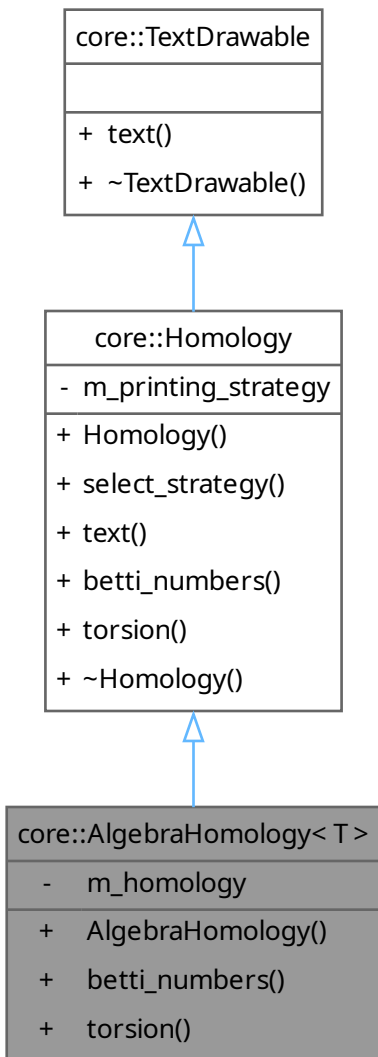 core::TextDrawable
+ text()
+ ~TextDrawable()
core::Homology
- m_printing_strategy
+ Homology()
+ select_strategy()
+ text()
+ betti_numbers()
+ torsion()
+ ~Homology()
core::AlgebraHomology< T >
- m_homology
+ AlgebraHomology()
+ betti_numbers()
+ torsion()